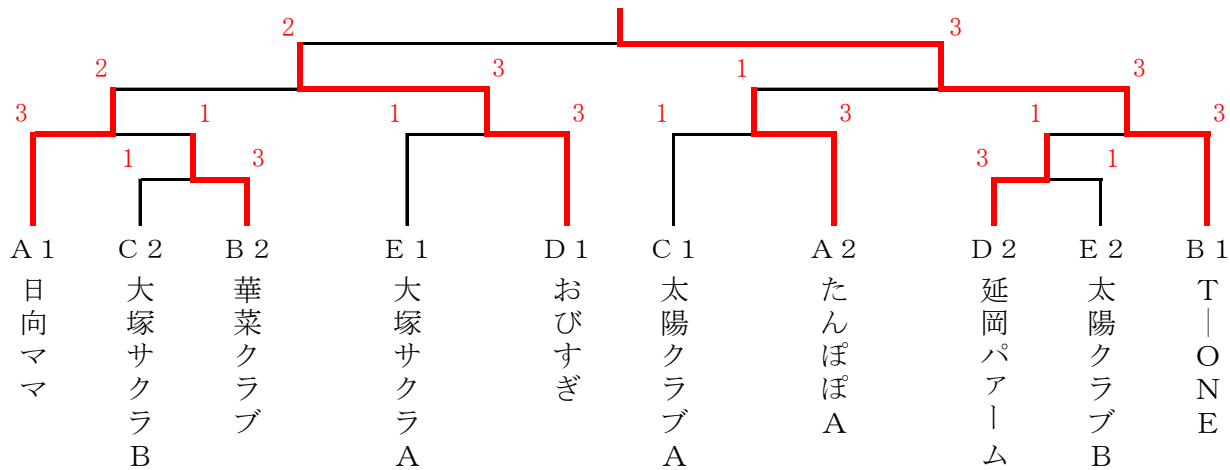 2 3
2 3 1 3
3 1 1 3 1 3 1 3
1 3 3 1
A1 C2 B2 E1 D1 C1 A2 D2 E2 B1
日向ママ
大塚サクラB
華菜クラブ
大塚サクラA
おびすぎ
太陽クラブA
たんぽぽA
延岡パァーム
太陽クラブB
T―ONE